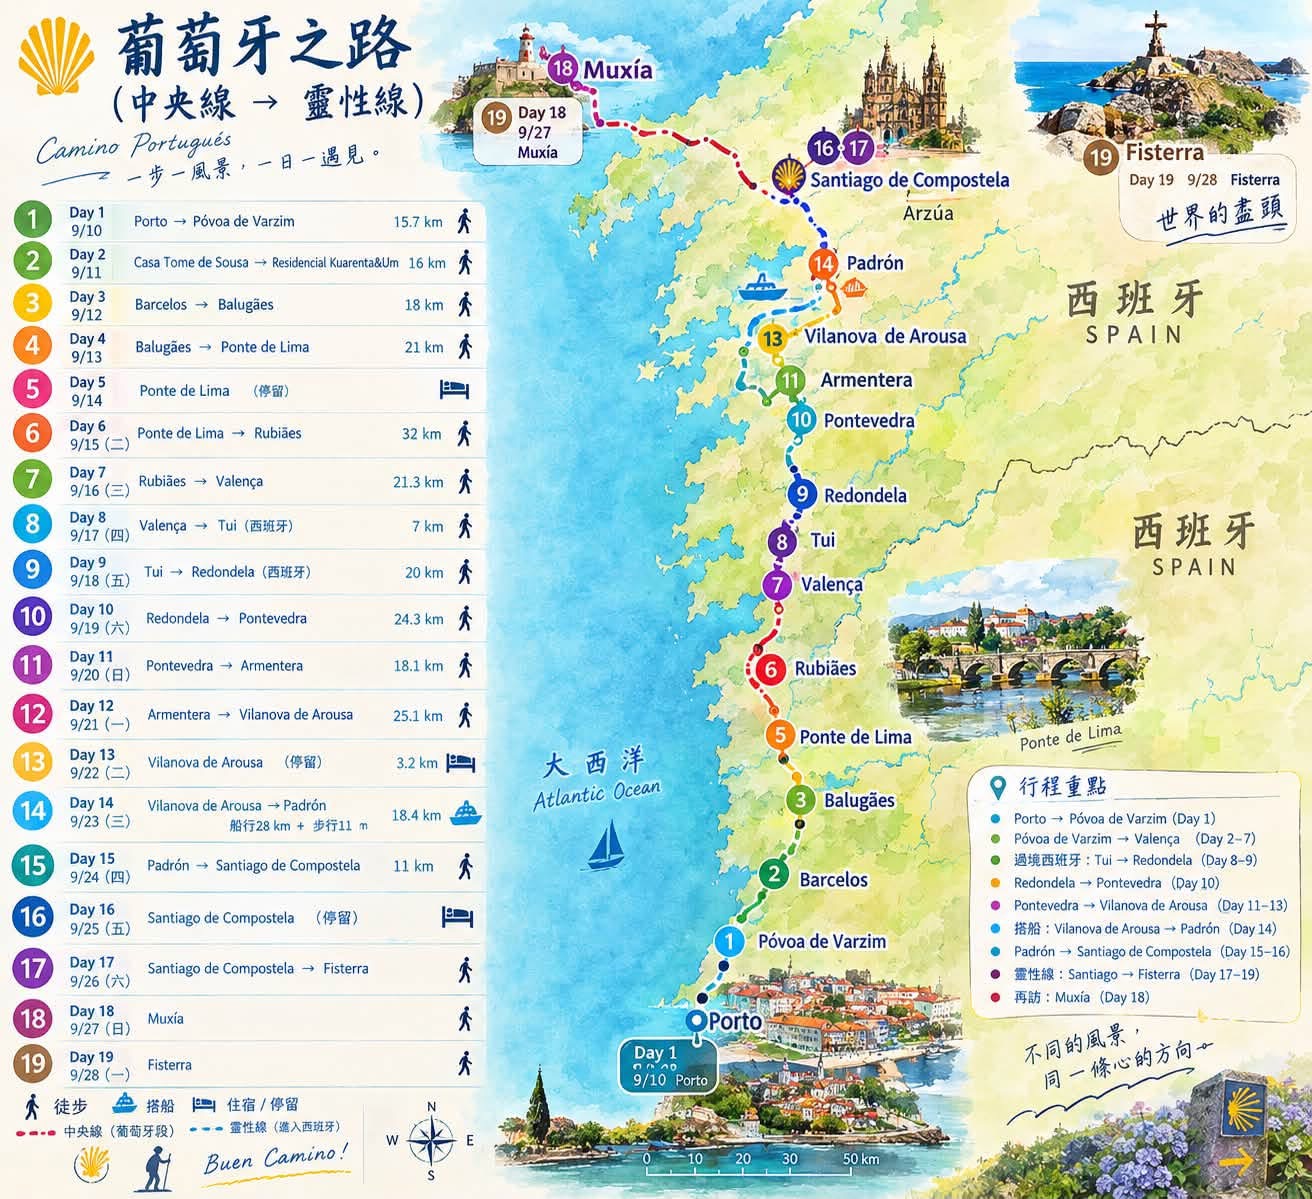 葡萄牙之路
(中央線 → 靈性線)
Camino Portugués
一步一風景，一日一遇見。
1 Day 1 9/10 Porto → Póvoa de Varzim 15.7 km
2 Day 2 9/11 Casa Tome de Sousa → Residencial Kuarenta&Um 16 km
3 Day 3 9/12 Barcelos → Balugães 18 km
4 Day 4 9/13 Balugães → Ponte de Lima 21 km
5 Day 5 9/14 Ponte de Lima （停留）
6 Day 6 9/15 (二) Ponte de Lima → Rubiães 32 km
7 Day 7 9/16 (三) Rubiães → Valença 21.3 km
8 Day 8 9/17 (四) Valença → Tui（西班牙） 7 km
9 Day 9 9/18 (五) Tui → Redondela（西班牙） 20 km
10 Day 10 9/19 (六) Redondela → Pontevedra 24.3 km
11 Day 11 9/20 (日) Pontevedra → Armentera 18.1 km
12 Day 12 9/21 (一) Armentera → Vilanova de Arousa 25.1 km
13 Day 13 9/22 (二) Vilanova de Arousa （停留） 3.2 km
14 Day 14 9/23 (三) Vilanova de Arousa → Padrón 18.4 km
船行28 km + 步行11 m
15 Day 15 9/24 (四) Padrón → Santiago de Compostela 11 km
16 Day 16 9/25 (五) Santiago de Compostela （停留）
17 Day 17 9/26 (六) Santiago de Compostela → Fisterra
18 Day 18 9/27 (日) Muxía
19 Day 19 9/28 (一) Fisterra
徒步 搭船 住宿 / 停留
中央線（葡萄牙段） 靈性線（進入西班牙）
Buen Camino!
N
W E
S
18 Muxía
19 Day 18
9/27
Muxía
16 17
Santiago de Compostela
Arzúa
19 Fisterra
Day 19 9/28 Fisterra
世界的盡頭
14 Padrón
西班牙
SPAIN
13 Vilanova de Arousa
11 Armentera
10 Pontevedra
9 Redondela
8 Tui
西班牙
SPAIN
7 Valença
6 Rubiães
5 Ponte de Lima
Ponte de Lima
大西洋
Atlantic Ocean
3 Balugães
2 Barcelos
1 Póvoa de Varzim
Porto
Day 1
9/10 Porto
0 10 20 30 50 km
行程重點
Porto → Póvoa de Varzim (Day 1)
Póvoa de Varzim → Valença (Day 2–7)
過境西班牙：Tui → Redondela (Day 8–9)
Redondela → Pontevedra (Day 10)
Pontevedra → Vilanova de Arousa (Day 11–13)
搭船：Vilanova de Arousa → Padrón (Day 14)
Padrón → Santiago de Compostela (Day 15–16)
靈性線：Santiago → Fisterra (Day 17–19)
再訪：Muxía (Day 18)
不同的風景，
同一條心的方向